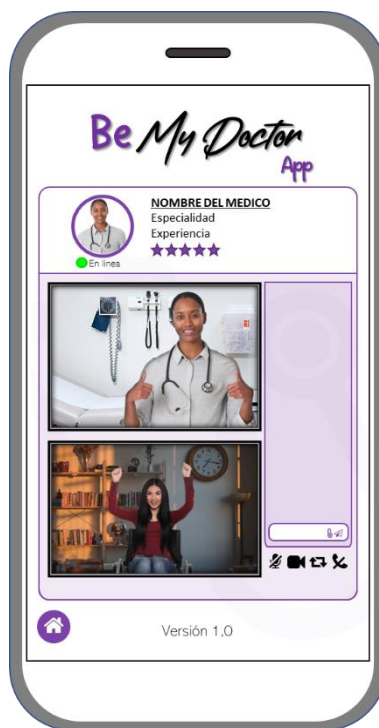 Be My Doctor
App
NOMBRE DEL MEDICO
Especialidad
Experiencia
En línea
Versión 1.0